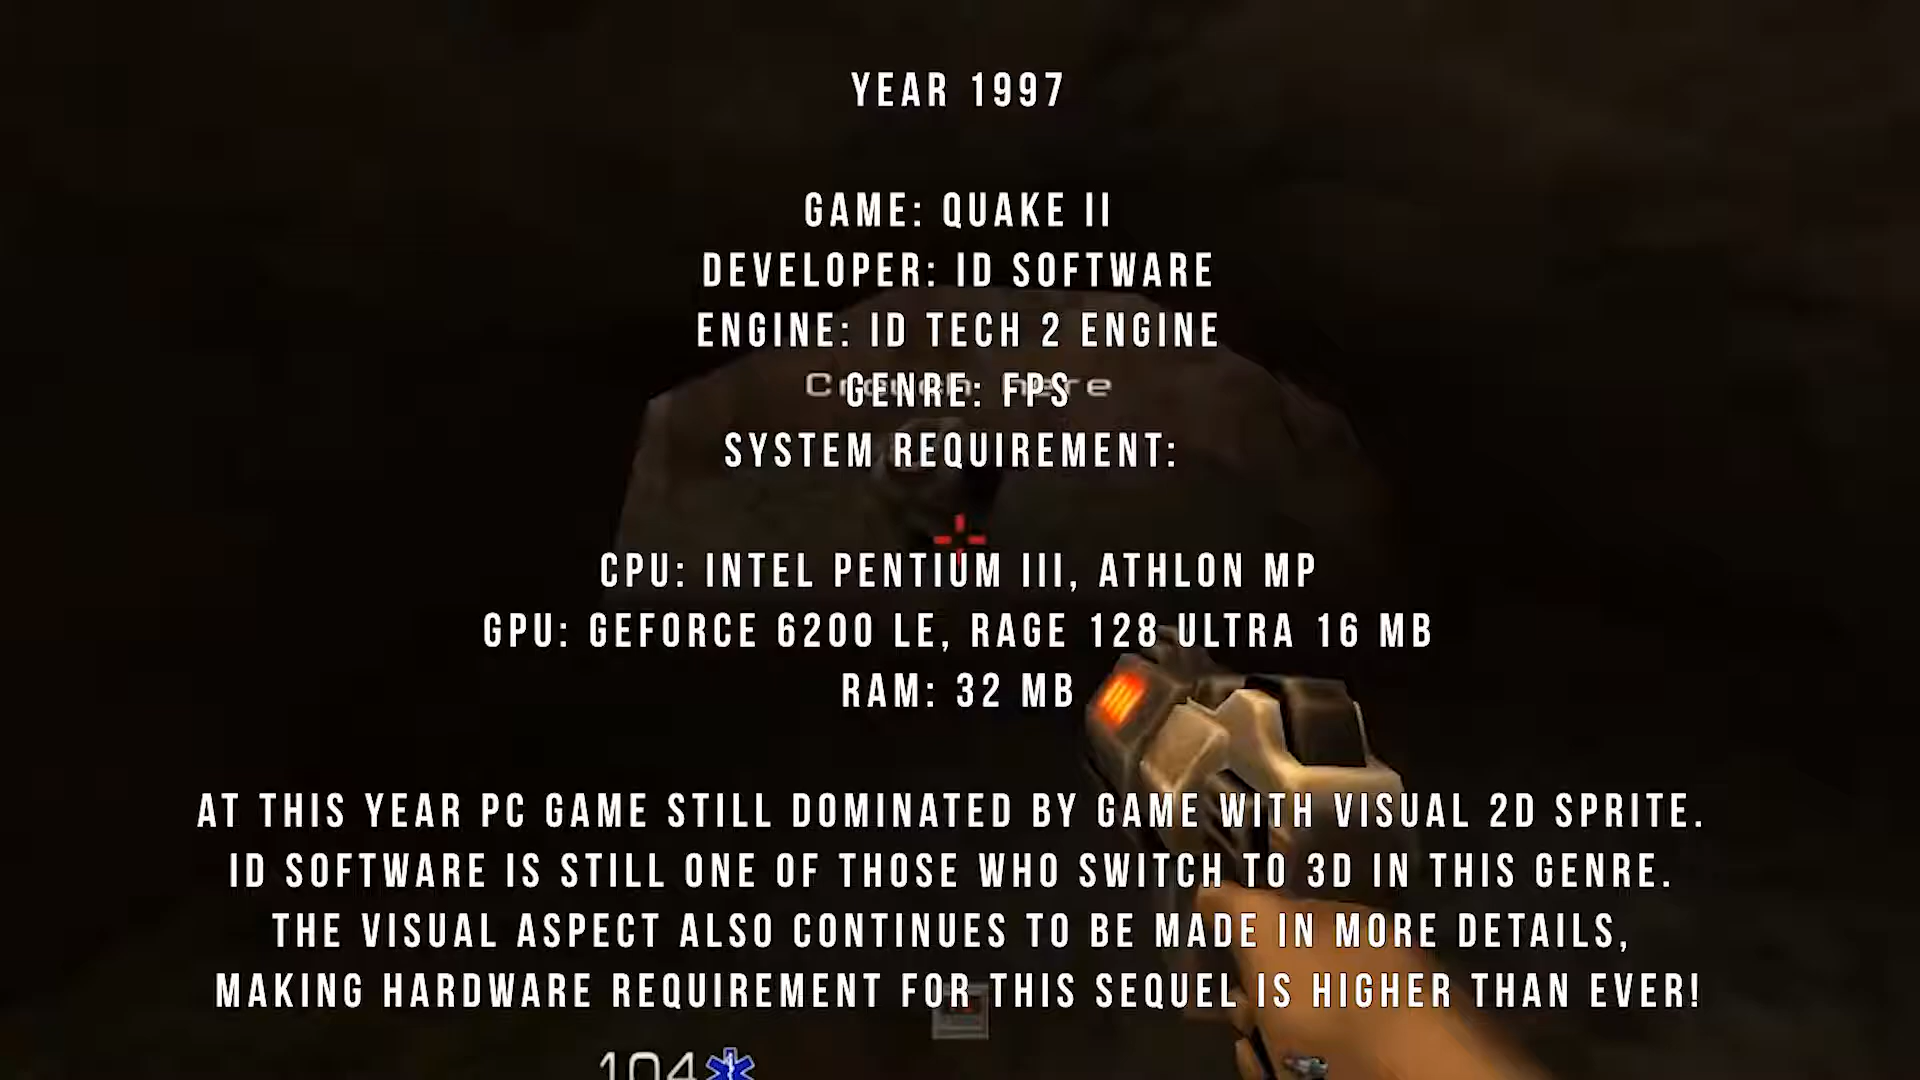 YEAR 1997
GAME: QUAKE II
DEVELOPER: ID SOFTWARE
ENGINE: ID TECH 2 ENGINE
Crouch here
GENRE: FPS
SYSTEM REQUIREMENT:
CPU: INTEL PENTIUM III, ATHLON MP
GPU: GEFORCE 6200 LE, RAGE 128 ULTRA 16 MB
RAM: 32 MB
AT THIS YEAR PC GAME STILL DOMINATED BY GAME WITH VISUAL 2D SPRITE.
ID SOFTWARE IS STILL ONE OF THOSE WHO SWITCH TO 3D IN THIS GENRE.
THE VISUAL ASPECT ALSO CONTINUES TO BE MADE IN MORE DETAILS,
MAKING HARDWARE REQUIREMENT FOR THIS SEQUEL IS HIGHER THAN EVER!
104